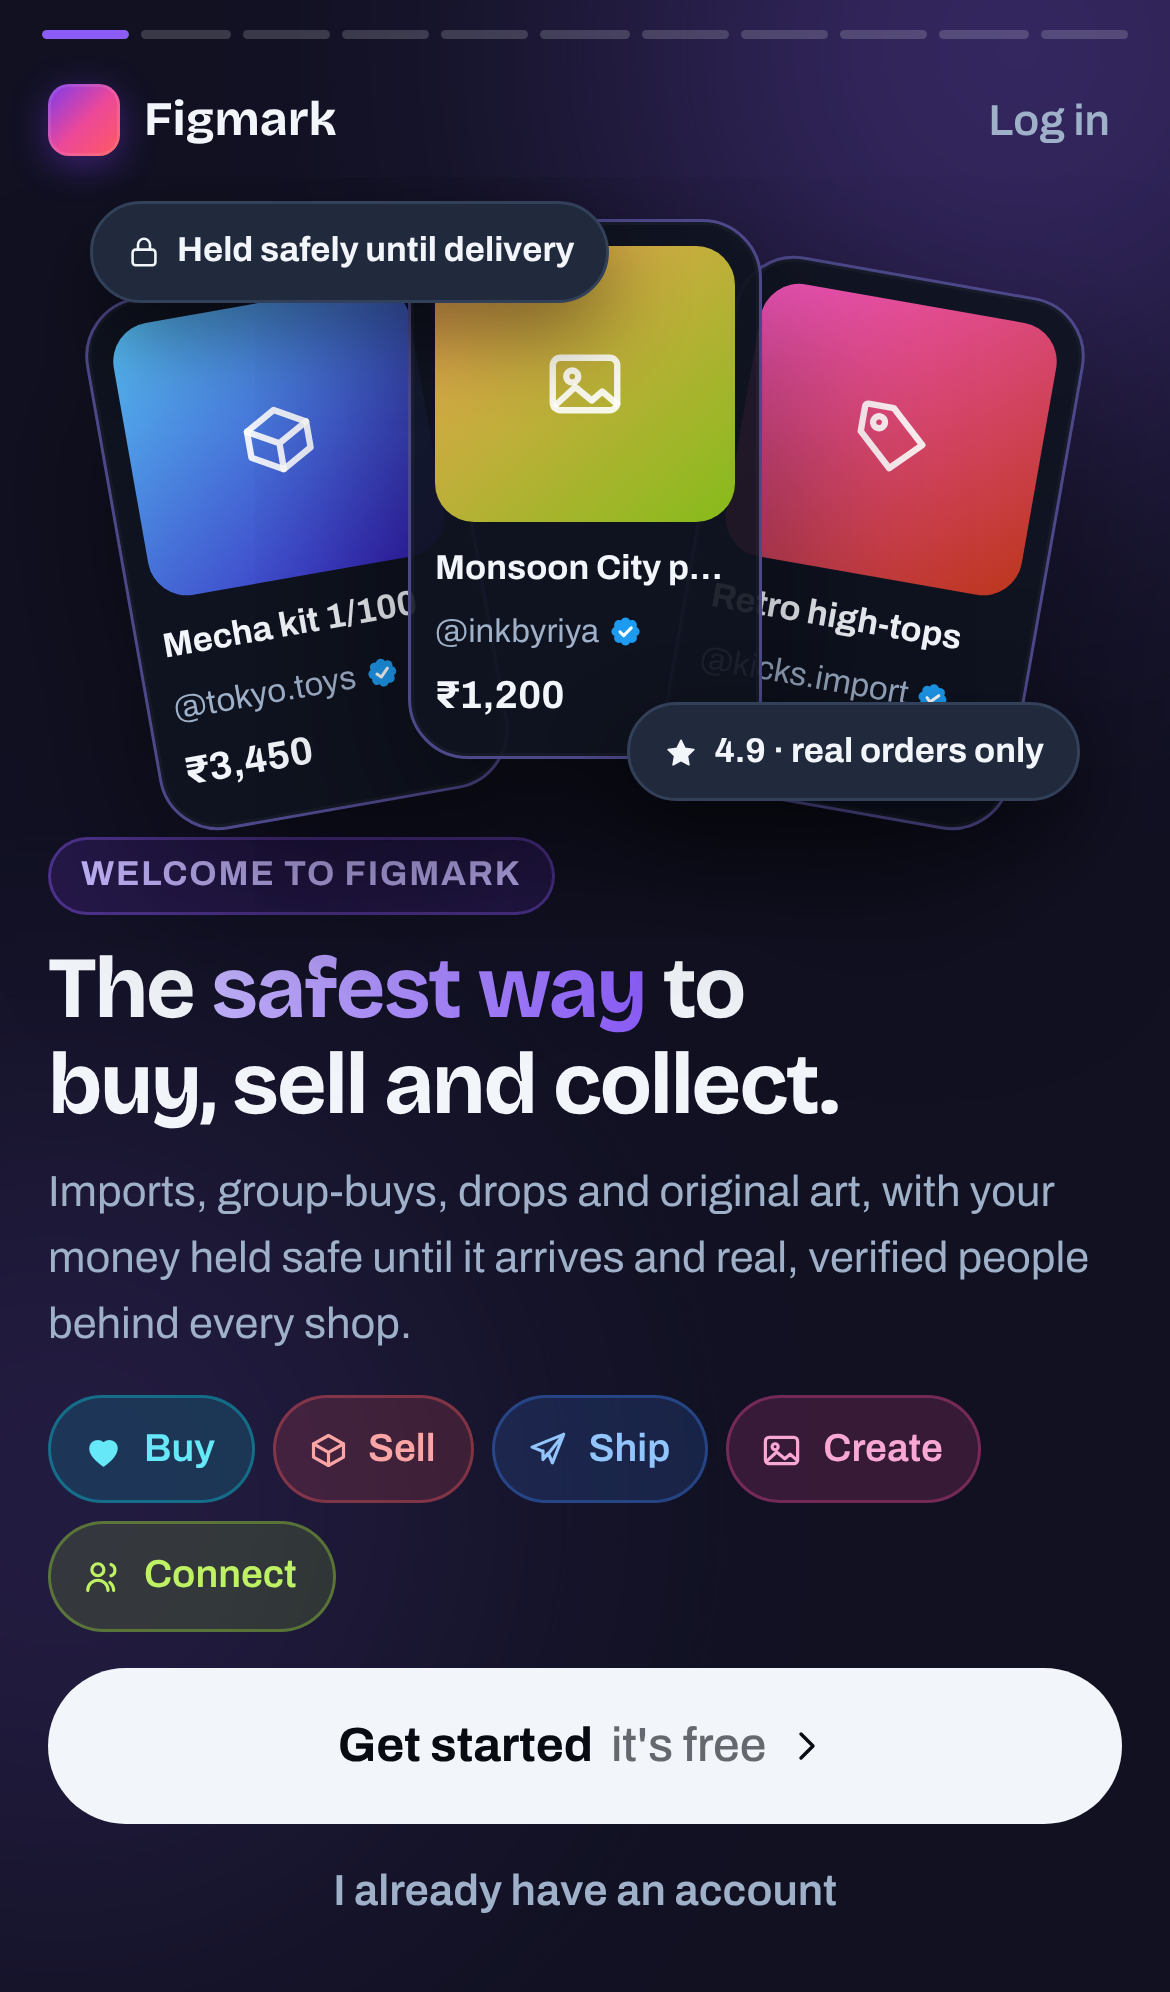 Figmark
Log in
Held safely until delivery
Mecha kit 1/100
@tokyo.toys
₹3,450
Monsoon City p...
@inkbyriya
₹1,200
Retro high-tops
@kicks.import
4.9 · real orders only
WELCOME TO FIGMARK
The safest way to
buy, sell and collect.
Imports, group-buys, drops and original art, with your
money held safe until it arrives and real, verified people
behind every shop.
Buy
Sell
Ship
Create
Connect
Get started it's free
I already have an account